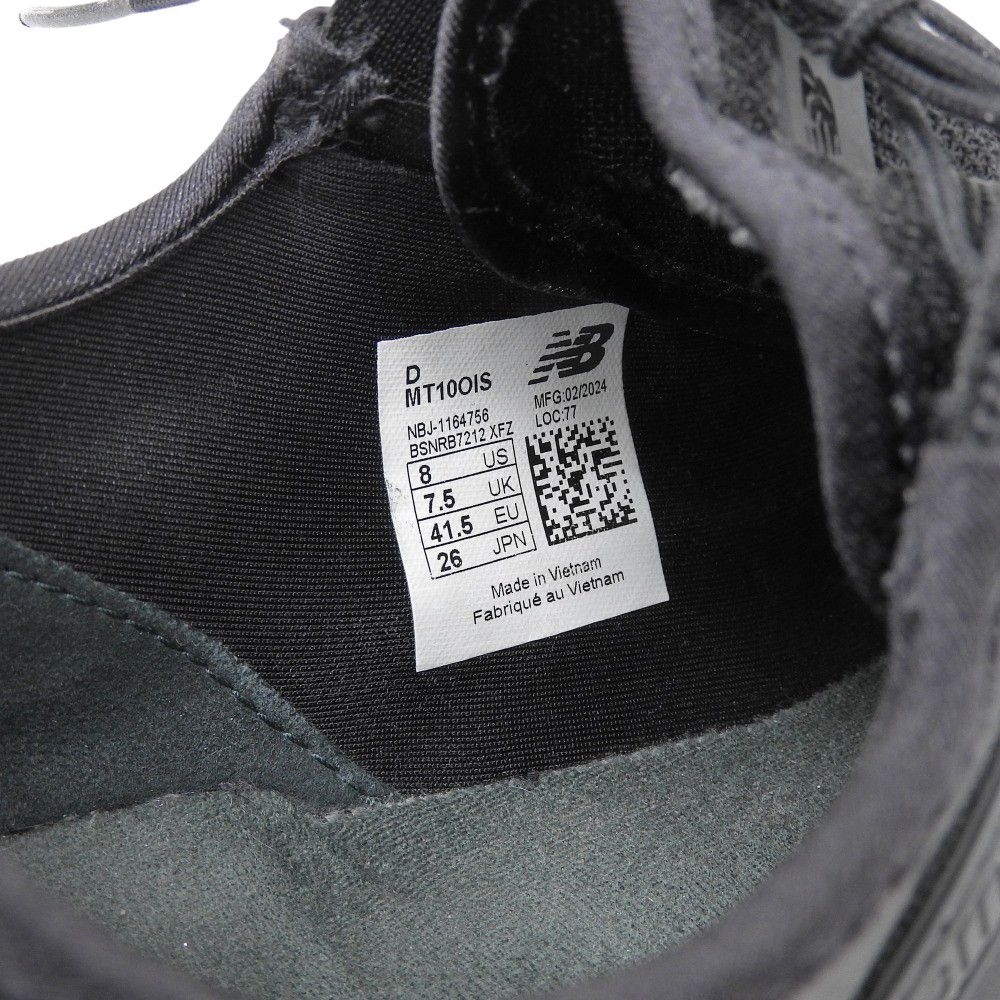 D
MT10OIS
NB
MFG:02/2024
LOC:77
NBJ-1164756
BSNRB7212 XFZ
8 US
7.5 UK
41.5 EU
26 JPN
Made in Vietnam
Fabriqué au Vietnam